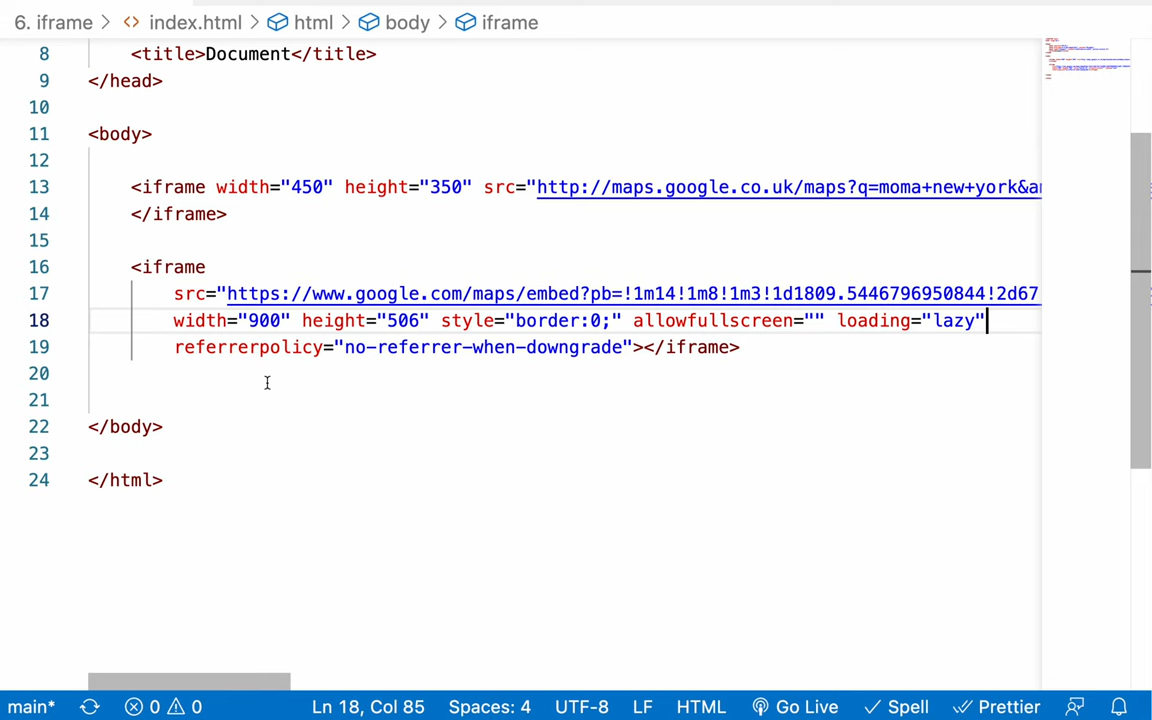 6. iframe > <> index.html > html > body > iframe
8 <title>Document</title>
9 </head>
10
11 <body>
12
13 <iframe width="450" height="350" src="http://maps.google.co.uk/maps?q=moma+new+york&a
14 </iframe>
15
16 <iframe
17 src="https://www.google.com/maps/embed?pb=!1m14!1m8!1m3!1d1809.5446796950844!2d67
18 width="900" height="506" style="border:0;" allowfullscreen="" loading="lazy"
19 referrerpolicy="no-referrer-when-downgrade"></iframe>
20
21
22 </body>
23
24 </html>
main* 0 0 Ln 18, Col 85 Spaces: 4 UTF-8 LF HTML Go Live Spell Prettier